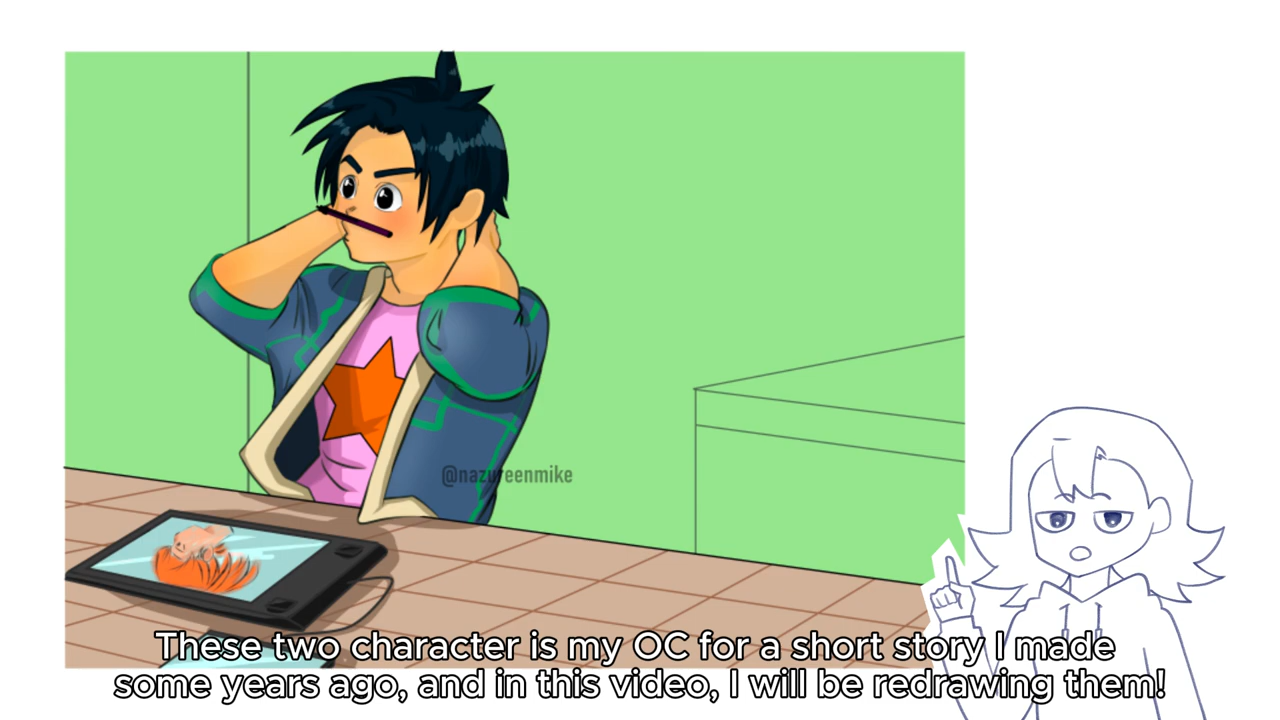 @nazureenmike
These two character is my OC for a short story I made
some years ago, and in this video, I will be redrawing them!